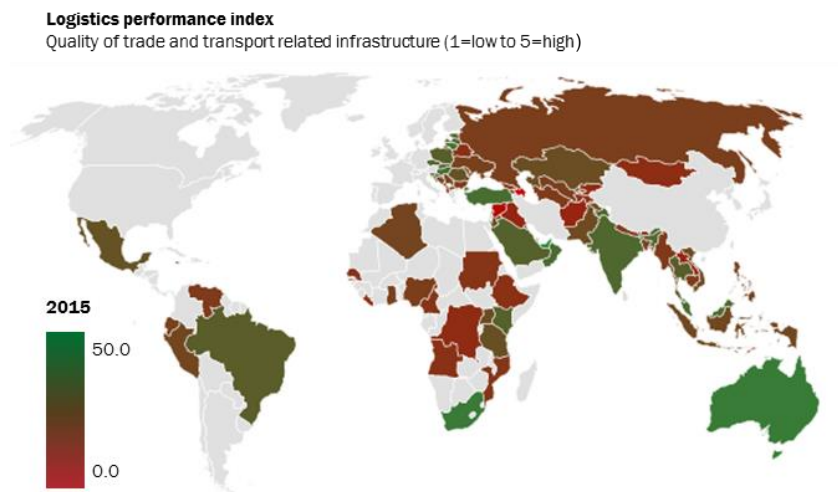 Logistics performance index
Quality of trade and transport related infrastructure (1=low to 5=high)
2015
50.0
0.0